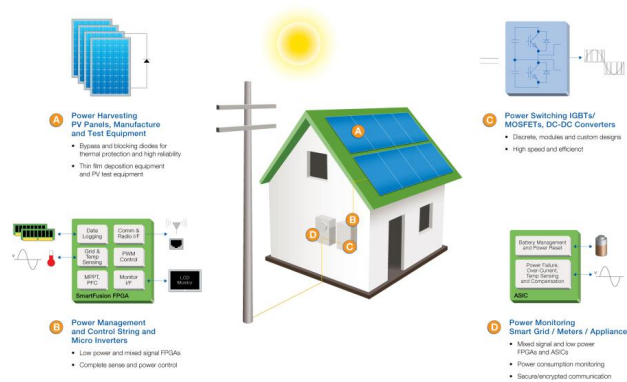 A
Power Harvesting
PV Panels, Manufacture
and Test Equipment
• Bypass and blocking diodes for
thermal protection and high reliability
• Thin film deposition equipment
and PV test equipment
C
Power Switching IGBTs/
MOSFETs, DC-DC Converters
• Discrete, modules and custom designs
• High speed and efficienct
A
B
D
C
Data
Logging
Comm &
Radio I/F
Grid &
Temp
Sensing
PWM
Control
MPPT,
PFC
Monitor
I/F
SmartFusion FPGA
V
LCD
Monitor
B
Power Management
and Control String and
Micro Inverters
• Low power and mixed signal FPGAs
• Complete sense and power control
Battery Management
and Power Reset
Power Failure,
Over-Current,
Temp Sensing
and Compensation
ASIC
V
D
Power Monitoring
Smart Grid / Meters / Appliance
• Mixed signal and low power
FPGAs and ASICs
• Power consumption monitoring
• Secure/encrypted communication